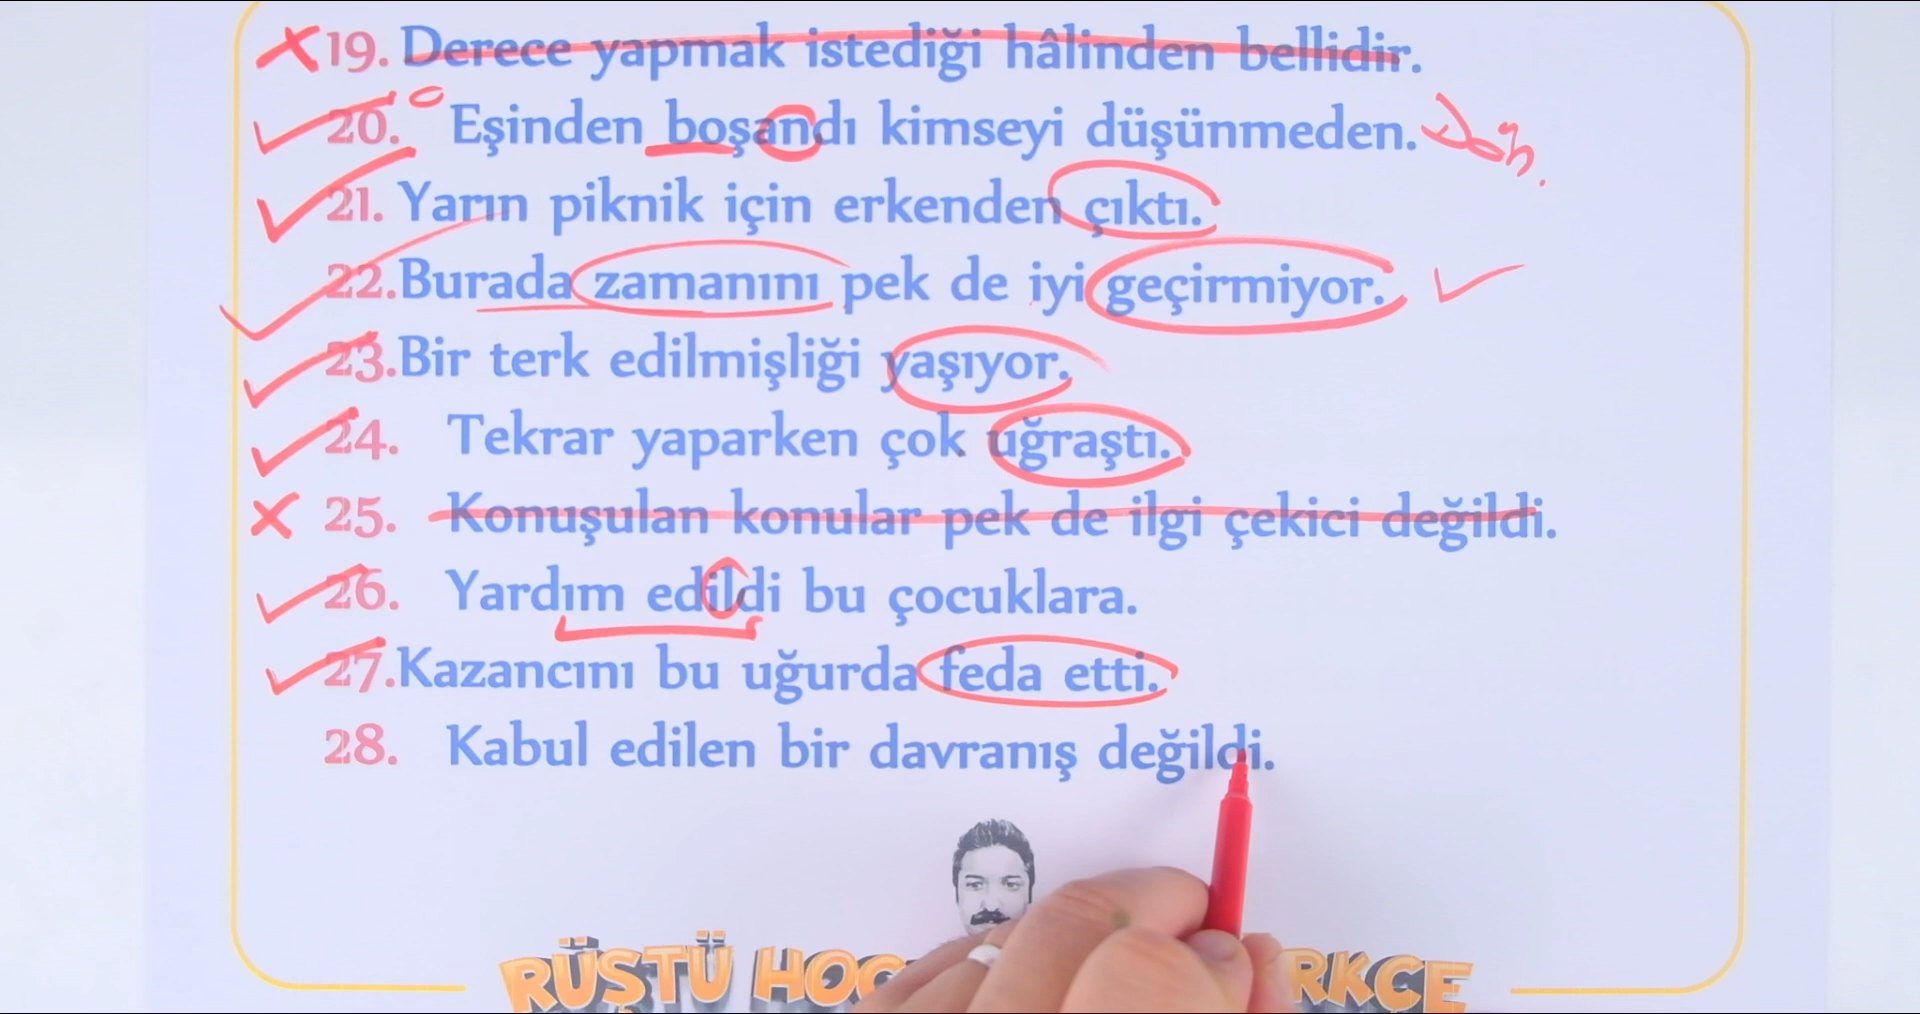 19. Derece yapmak istediği hâlinden bellidir.
20. Eşinden boşandı kimseyi düşünmeden. Dön.
21. Yarın piknik için erkenden çıktı.
22. Burada zamanını pek de iyi geçirmiyor.
23. Bir terk edilmişliği yaşıyor.
24. Tekrar yaparken çok uğraştı.
25. Konuşulan konular pek de ilgi çekici değildi.
26. Yardım edildi bu çocuklara.
27. Kazancını bu uğurda feda etti.
28. Kabul edilen bir davranış değildi.
RÜŞTÜ HOC RKCE